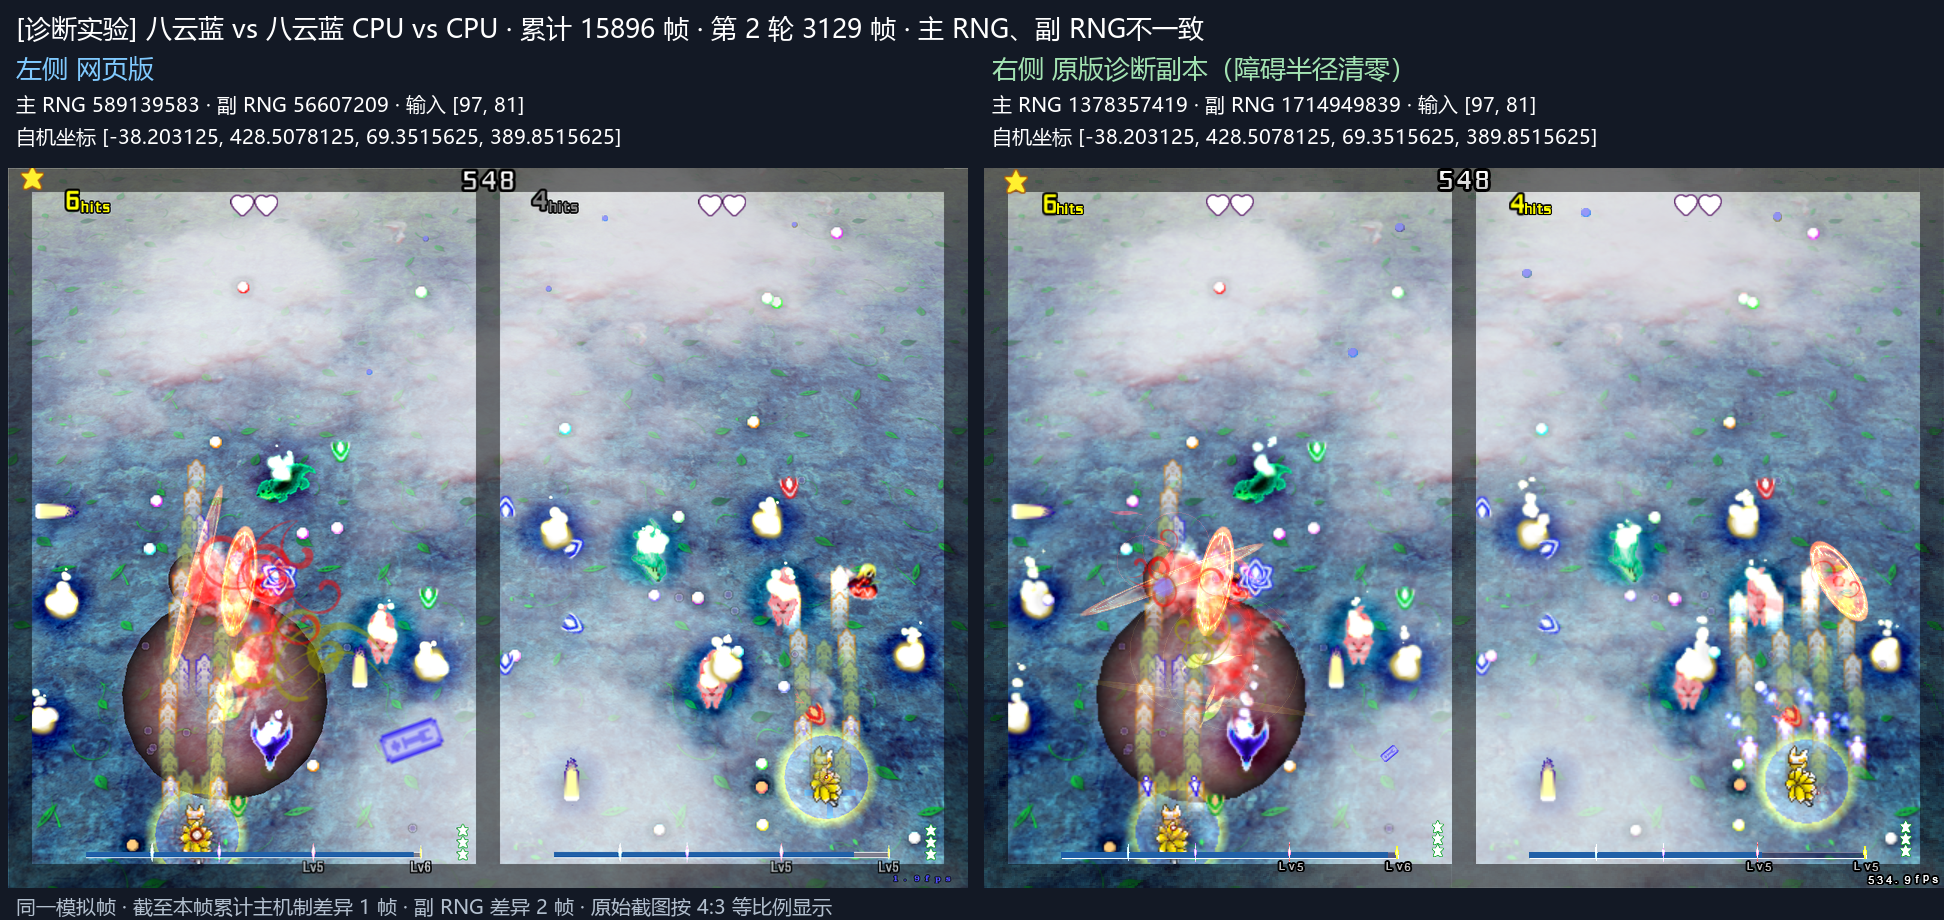 [诊断实验] 八云蓝 vs 八云蓝 CPU vs CPU · 累计 15896 帧 · 第 2 轮 3129 帧 · 主 RNG、副 RNG不一致
左侧 网页版
主 RNG 589139583 · 副 RNG 56607209 · 输入 [97, 81]
自机坐标 [-38.203125, 428.5078125, 69.3515625, 389.8515625]
右侧 原版诊断副本（障碍半径清零）
主 RNG 1378357419 · 副 RNG 1714949839 · 输入 [97, 81]
自机坐标 [-38.203125, 428.5078125, 69.3515625, 389.8515625]
548
6hits
4hits
Lv5
Lv6
Lv5
Lv5
1.9fps
548
6hits
4hits
Lv5
Lv6
Lv5
Lv5
534.9fps
同一模拟帧 · 截至本帧累计主机制差异 1 帧 · 副 RNG 差异 2 帧 · 原始截图按 4:3 等比例显示